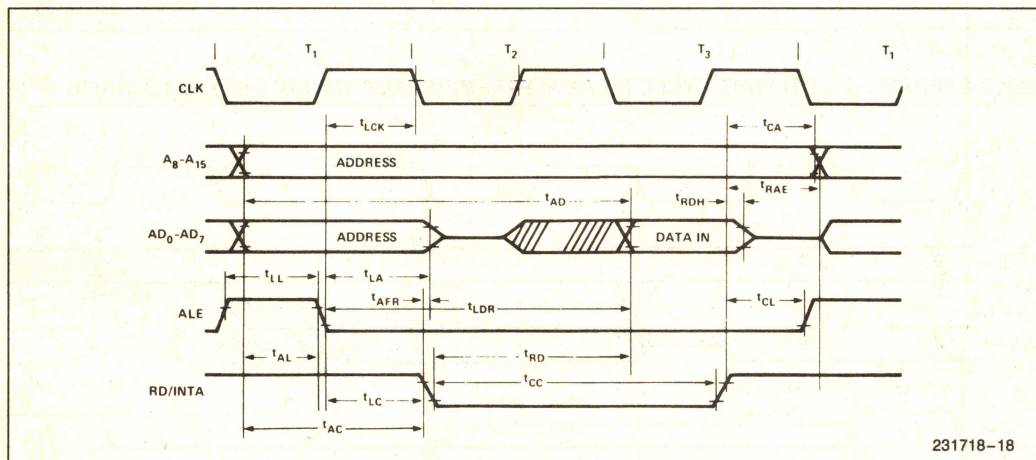 T1 T2 T3 T1
CLK
tLCK tCA
A8–A15 ADDRESS
tRAE
tAD tRDH
AD0–AD7 ADDRESS DATA IN
tLL tLA tCL
tAFR tLDR
ALE
tAL tRD
tCC
RD/INTA
tLC
tAC
231718–18